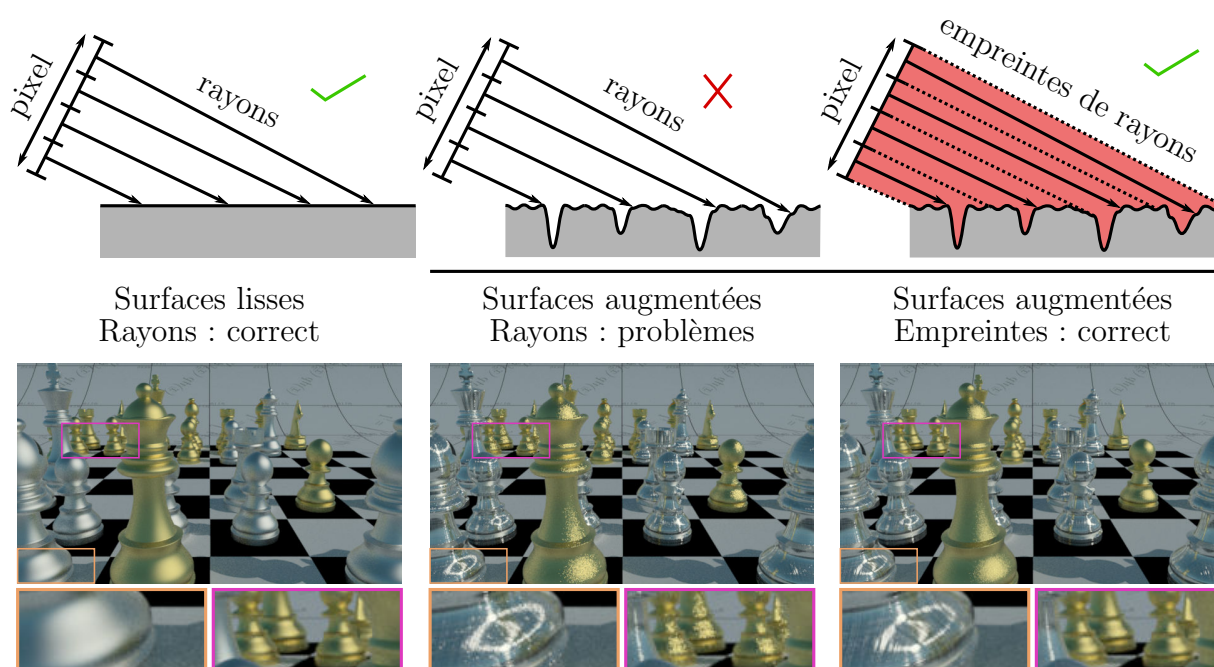 pixel
rayons
pixel
rayons
pixel
empreintes de rayons
Surfaces lisses
Rayons : correct
Surfaces augmentées
Rayons : problèmes
Surfaces augmentées
Empreintes : correct